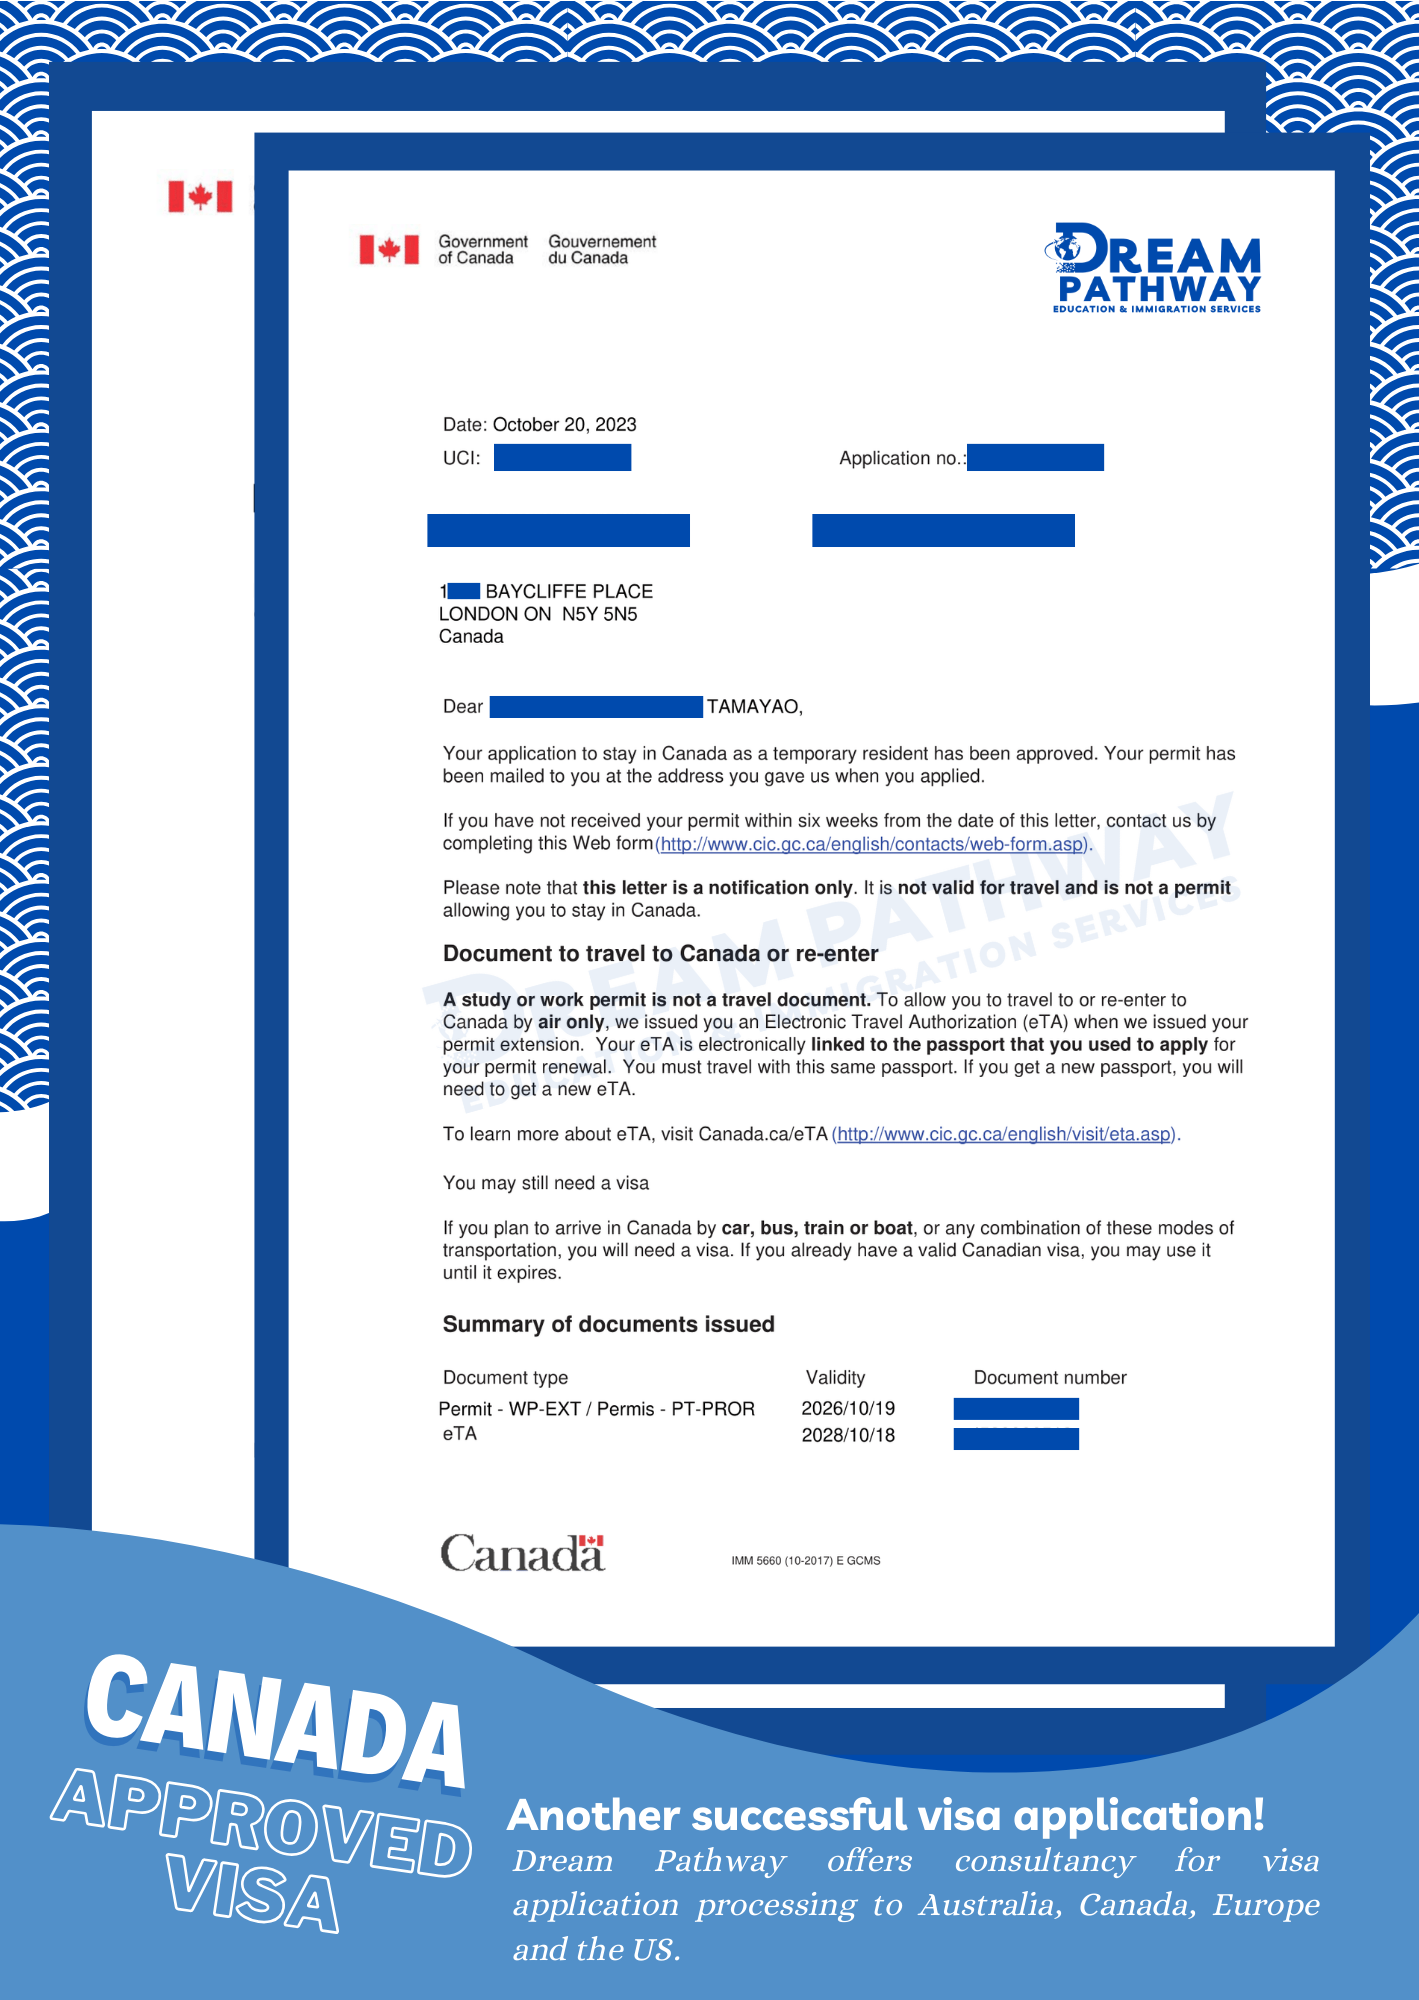 Government
of Canada
Gouvernement
du Canada
DREAM
PATHWAY
EDUCATION & IMMIGRATION SERVICES
Date: October 20, 2023
UCI:
Application no.:
1 BAYCLIFFE PLACE
LONDON ON  N5Y 5N5
Canada
Dear TAMAYAO,
Your application to stay in Canada as a temporary resident has been approved. Your permit has
been mailed to you at the address you gave us when you applied.
If you have not received your permit within six weeks from the date of this letter, contact us by
completing this Web form(http://www.cic.gc.ca/english/contacts/web-form.asp).
Please note that this letter is a notification only. It is not valid for travel and is not a permit
allowing you to stay in Canada.
DREAM PATHWAY
EDUCATION & IMMIGRATION SERVICES
Document to travel to Canada or re-enter
A study or work permit is not a travel document. To allow you to travel to or re-enter to
Canada by air only, we issued you an Electronic Travel Authorization (eTA) when we issued your
permit extension.  Your eTA is electronically linked to the passport that you used to apply for
your permit renewal.  You must travel with this same passport. If you get a new passport, you will
need to get a new eTA.
To learn more about eTA, visit Canada.ca/eTA (http://www.cic.gc.ca/english/visit/eta.asp).
You may still need a visa
If you plan to arrive in Canada by car, bus, train or boat, or any combination of these modes of
transportation, you will need a visa. If you already have a valid Canadian visa, you may use it
until it expires.
Summary of documents issued
Document type Validity Document number
Permit - WP-EXT / Permis - PT-PROR 2026/10/19
eTA 2028/10/18
Canada
IMM 5660 (10-2017) E GCMS
CANADA
APPROVED
VISA
Another successful visa application!
Dream Pathway offers consultancy for visa
application processing to Australia, Canada, Europe
and the US.